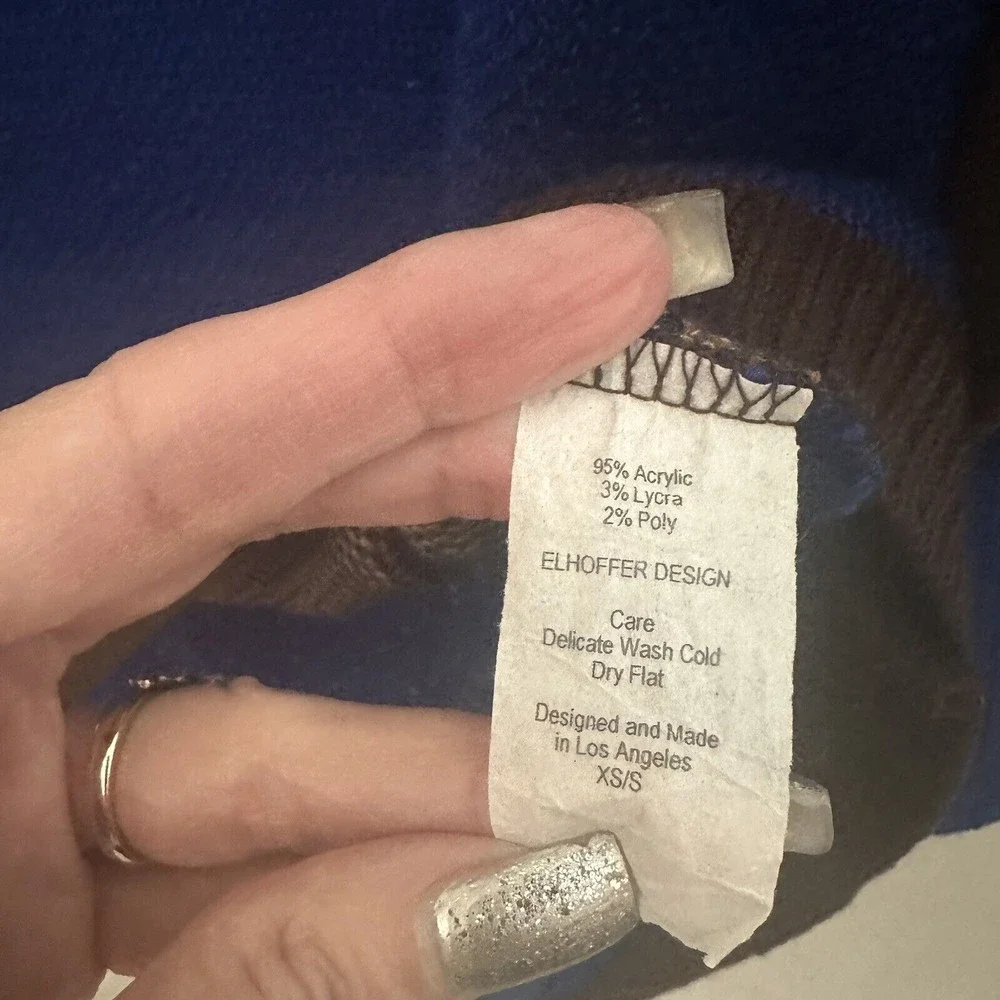 95% Acrylic
3% Lycra
2% Poly
ELHOFFER DESIGN
Care
Delicate Wash Cold
Dry Flat
Designed and Made
in Los Angeles
XS/S